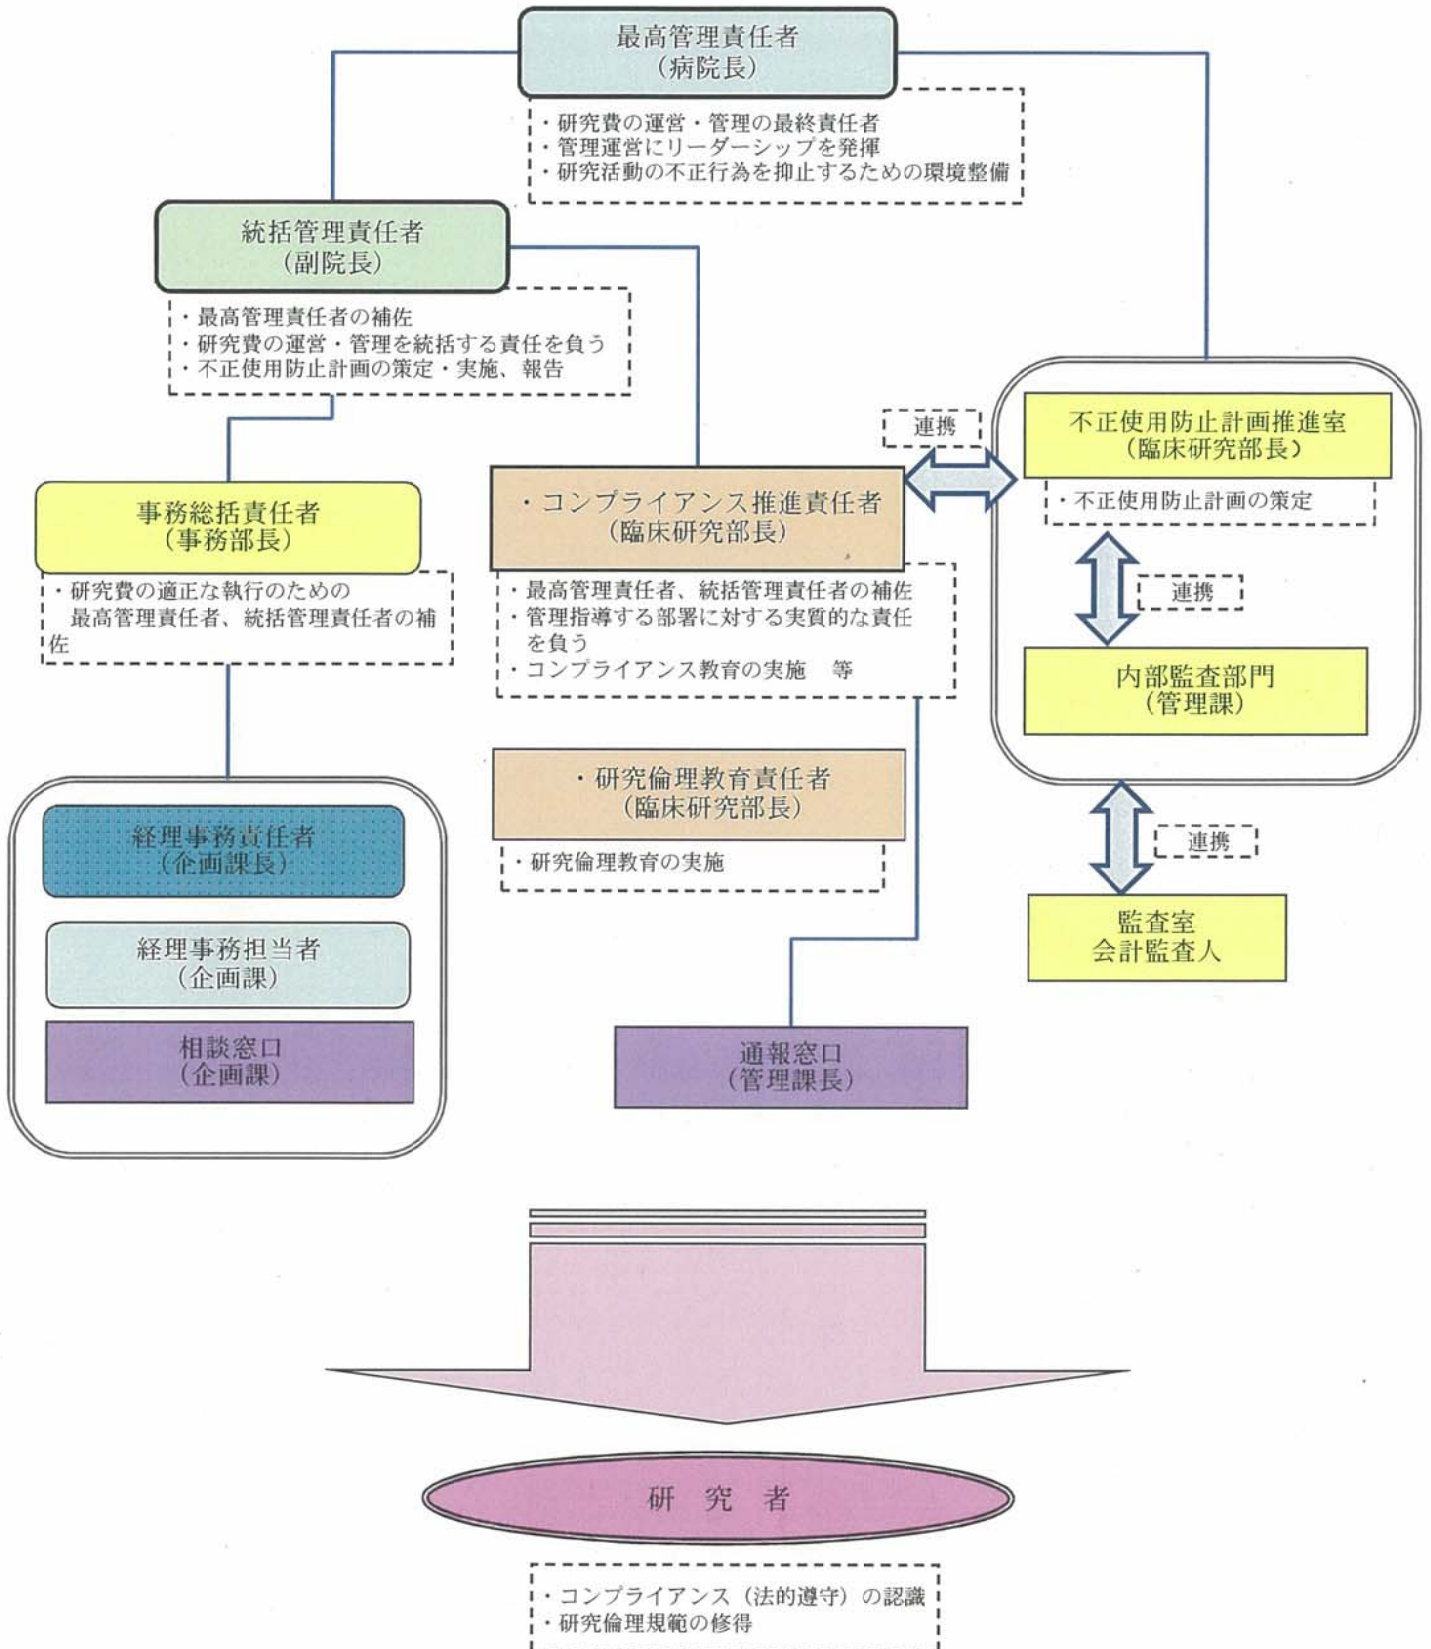 最高管理責任者
（病院長）
・研究費の運営・管理の最終責任者
・管理運営にリーダーシップを発揮
・研究活動の不正行為を抑止するための環境整備
統括管理責任者
（副院長）
・最高管理責任者の補佐
・研究費の運営・管理を統括する責任を負う
・不正使用防止計画の策定・実施、報告
連携
不正使用防止計画推進室
（臨床研究部長）
・不正使用防止計画の策定
連携
内部監査部門
（管理課）
連携
監査室
会計監査人
事務総括責任者
（事務部長）
・研究費の適正な執行のための
最高管理責任者、統括管理責任者の補
佐
・コンプライアンス推進責任者
（臨床研究部長）
・最高管理責任者、統括管理責任者の補佐
・管理指導する部署に対する実質的な責任
を負う
・コンプライアンス教育の実施　等
・研究倫理教育責任者
（臨床研究部長）
・研究倫理教育の実施
経理事務責任者
（企画課長）
経理事務担当者
（企画課）
相談窓口
（企画課）
通報窓口
（管理課長）
研　究　者
・コンプライアンス（法的遵守）の認識
・研究倫理規範の修得